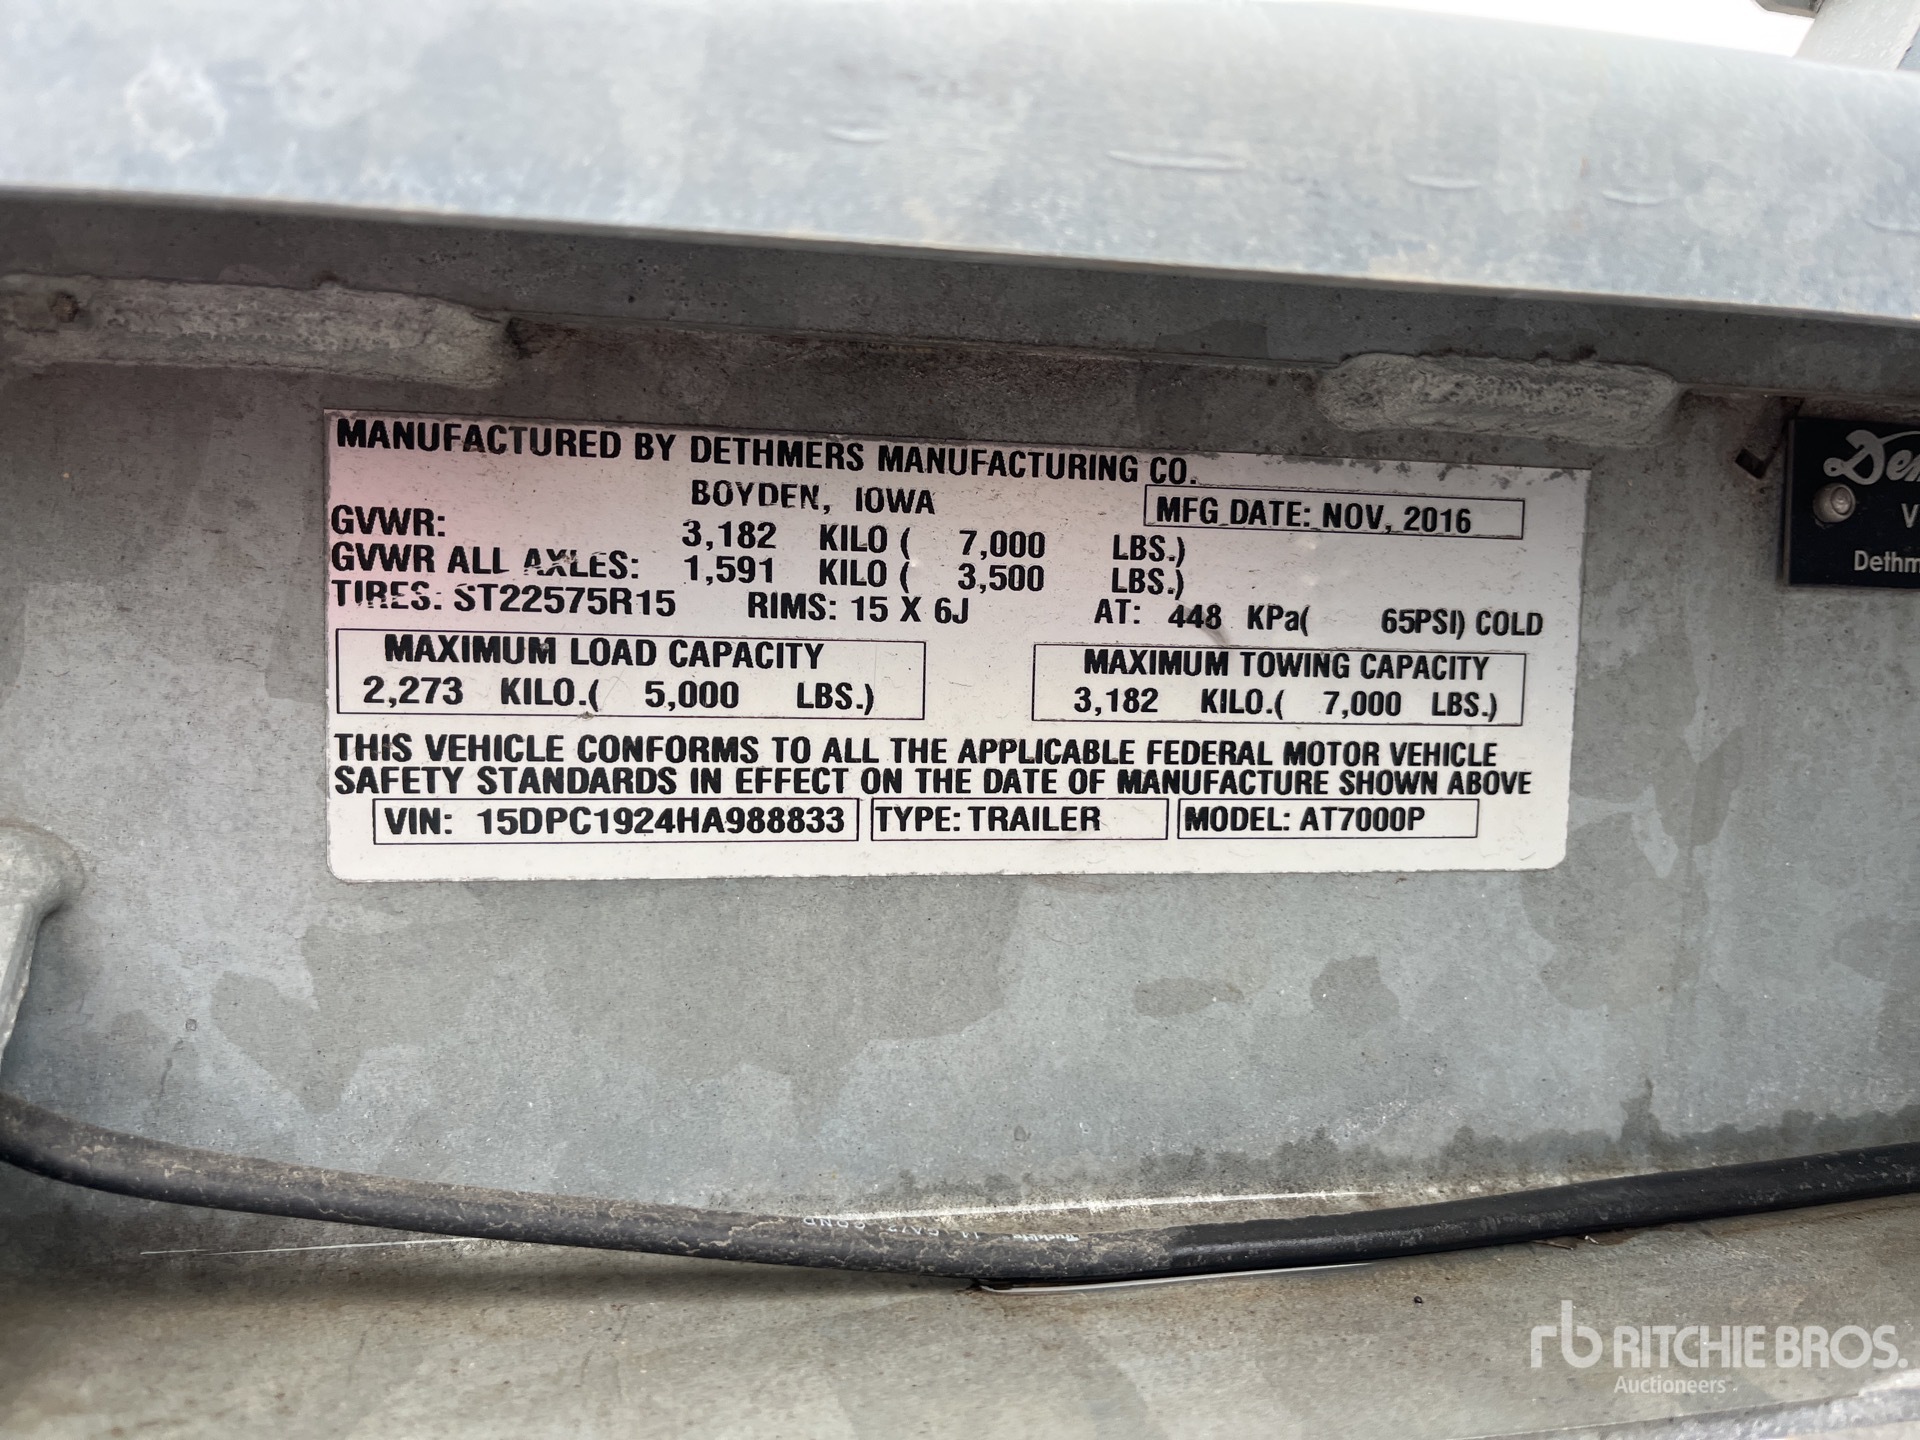 MANUFACTURED BY DETHMERS MANUFACTURING CO.
BOYDEN, IOWA
MFG DATE: NOV, 2016
GVWR: 3,182 KILO ( 7,000 LBS.)
GVWR ALL AXLES: 1,591 KILO ( 3,500 LBS.)
TIRES: ST22575R15 RIMS: 15 X 6J AT: 448 KPa( 65PSI) COLD
MAXIMUM LOAD CAPACITY
2,273 KILO.( 5,000 LBS.)
MAXIMUM TOWING CAPACITY
3,182 KILO.( 7,000 LBS.)
THIS VEHICLE CONFORMS TO ALL THE APPLICABLE FEDERAL MOTOR VEHICLE
SAFETY STANDARDS IN EFFECT ON THE DATE OF MANUFACTURE SHOWN ABOVE
VIN: 15DPC1924HA988833 TYPE: TRAILER MODEL: AT7000P
Dem
V
Dethm
rb RITCHIE BROS.
Auctioneers